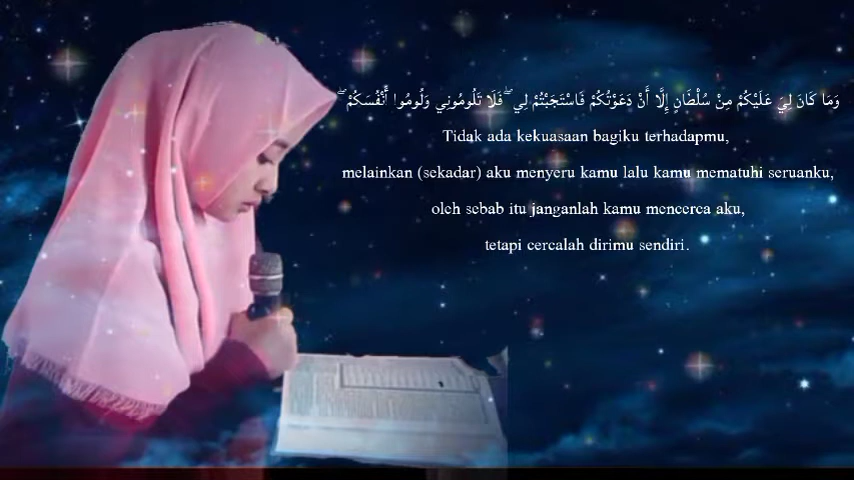 وَمَا كَانَ لِيَ عَلَيْكُمْ مِنْ سُلْطَانٍ إِلَّا أَنْ دَعَوْتُكُمْ فَاسْتَجَبْتُمْ لِي ۖ فَلَا تَلُومُونِي وَلُومُوا أَنْفُسَكُمْ ۖ
Tidak ada kekuasaan bagiku terhadapmu,
melainkan (sekadar) aku menyeru kamu lalu kamu mematuhi seruanku,
oleh sebab itu janganlah kamu mencerca aku,
tetapi cercalah dirimu sendiri.